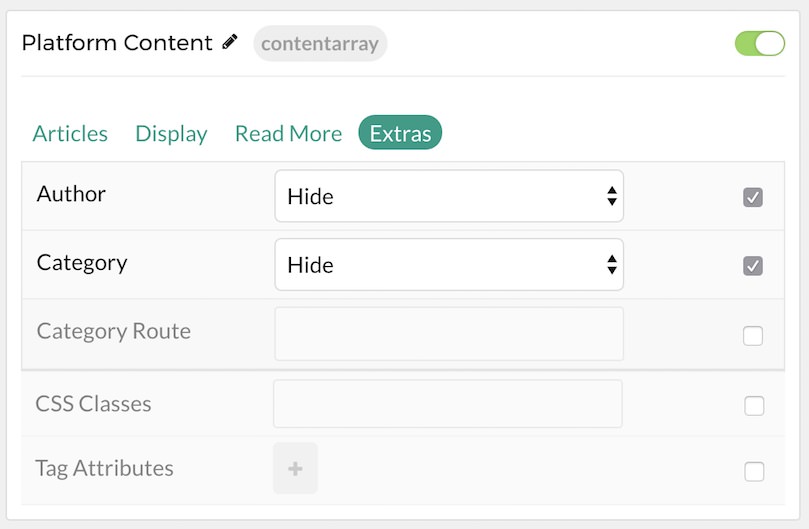 Platform Content contentarray
Articles Display Read More Extras
Author Hide
Category Hide
Category Route
CSS Classes
Tag Attributes +